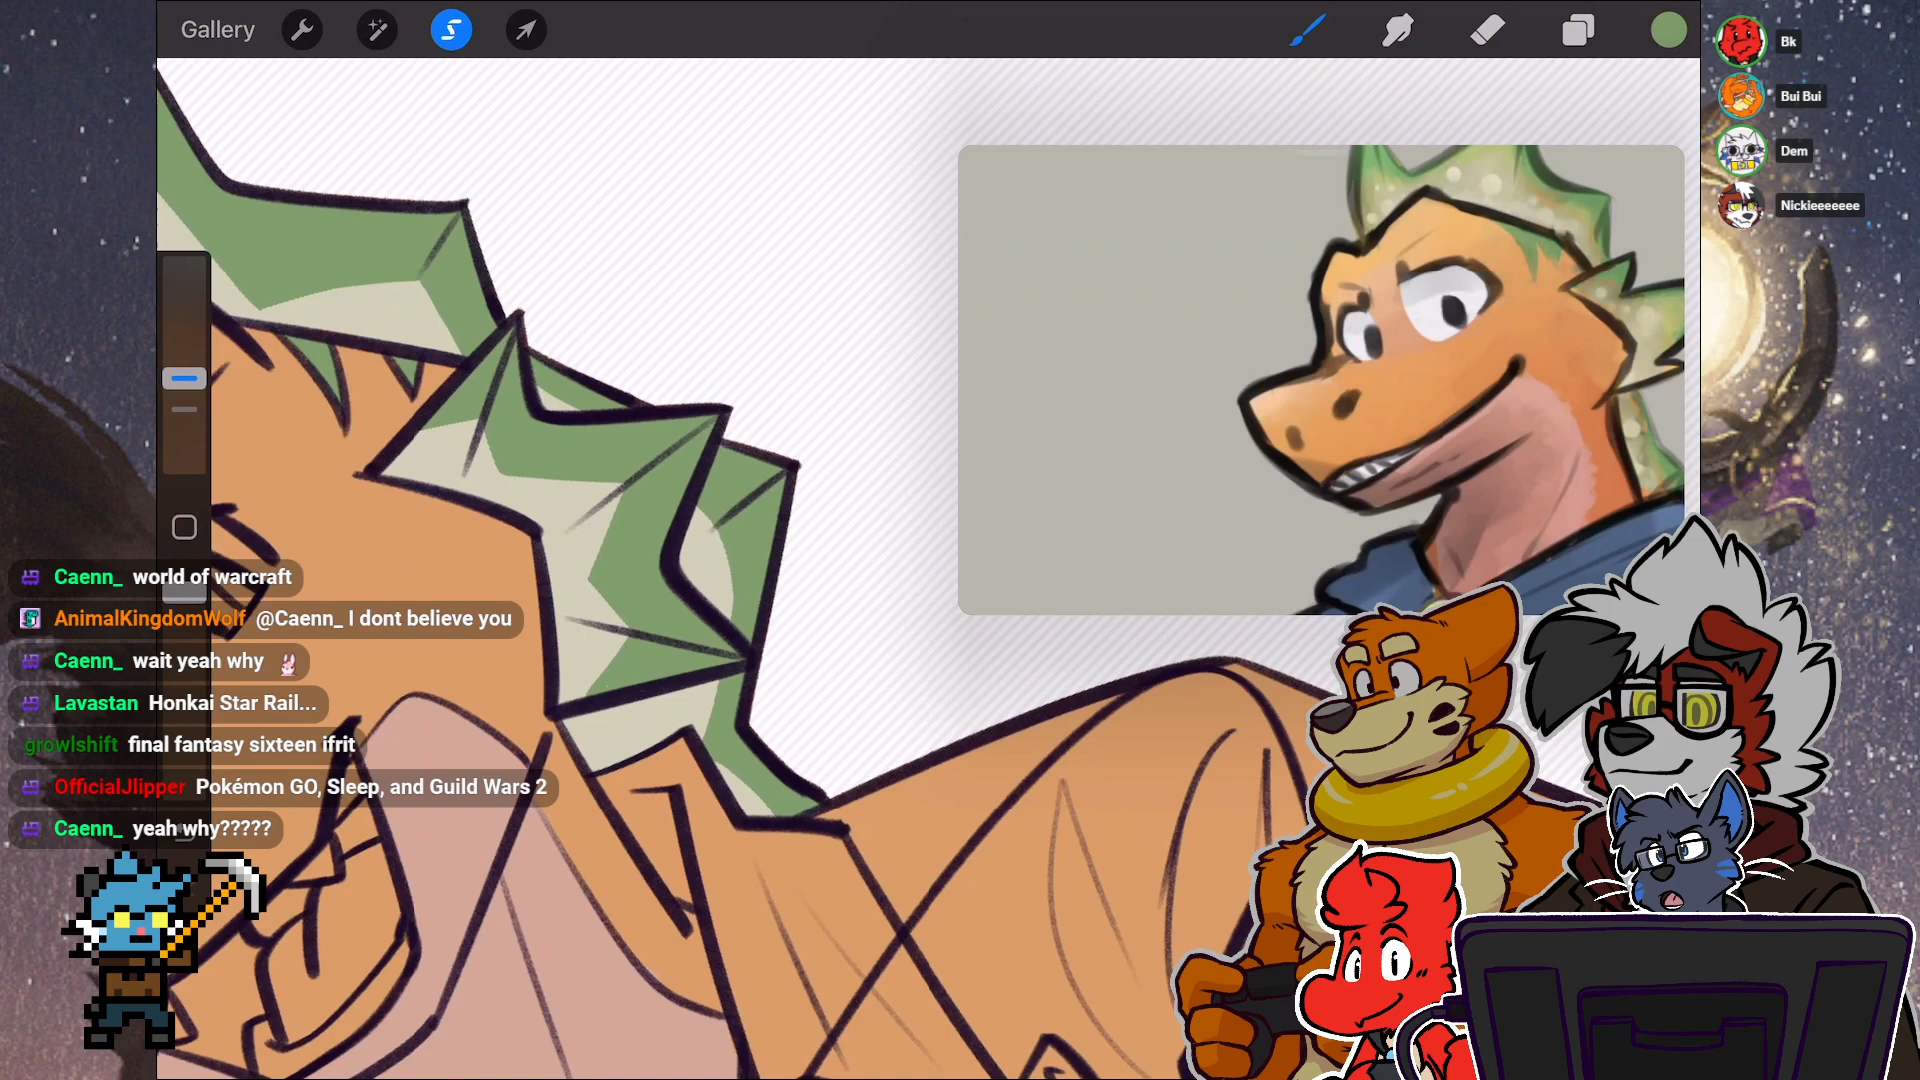 Gallery
Bk
Bui Bui
Dem
Nickieeeeeee
Caenn_ world of warcraft
AnimalKingdomWolf @Caenn_ I dont believe you
Caenn_ wait yeah why
Lavastan Honkai Star Rail...
growlshift final fantasy sixteen ifrit
OfficialJlipper Pokémon GO, Sleep, and Guild Wars 2
Caenn_ yeah why?????